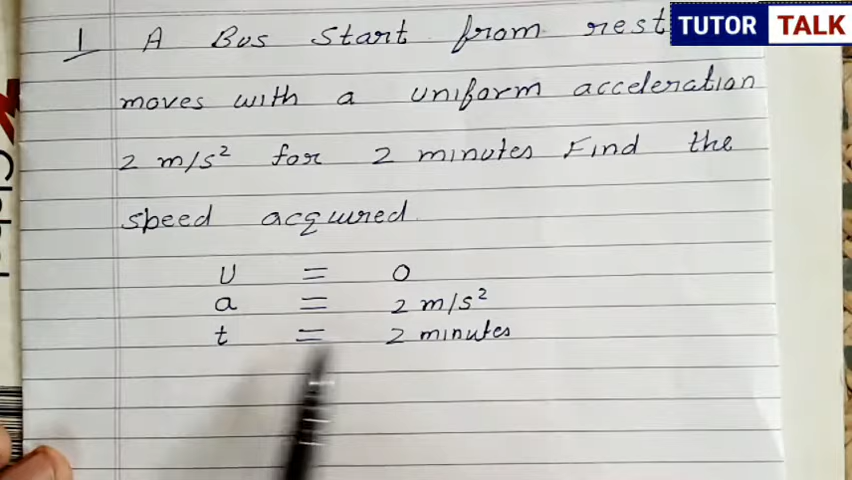 1 A Bus start from rest
TUTOR TALK
moves with a uniform acceleration
2 m/s² for 2 minutes Find the
speed acqured
U = 0
a = 2 m/s²
t = 2 minutes